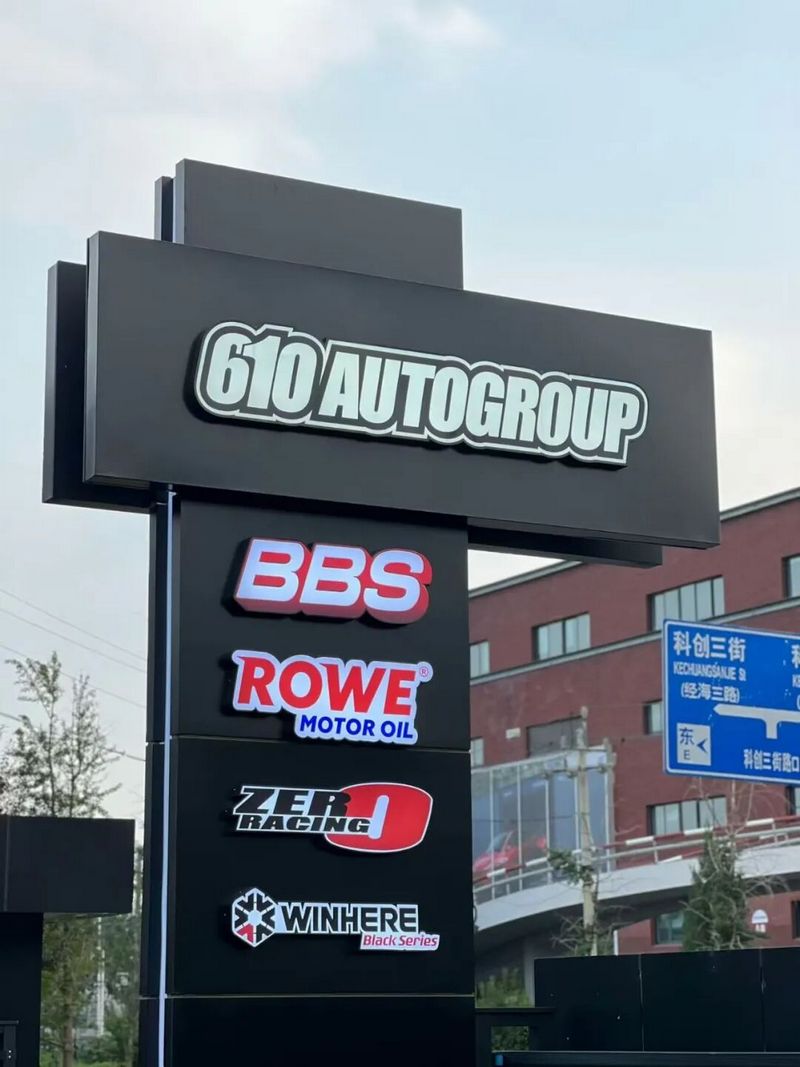 610 AUTOGROUP
BBS
ROWE®
MOTOR OIL
ZERO
RACING
WINHERE
Black Series
科创三街
KECHUANGSANJIE St
(经海三路)
东
E
科创三街路口